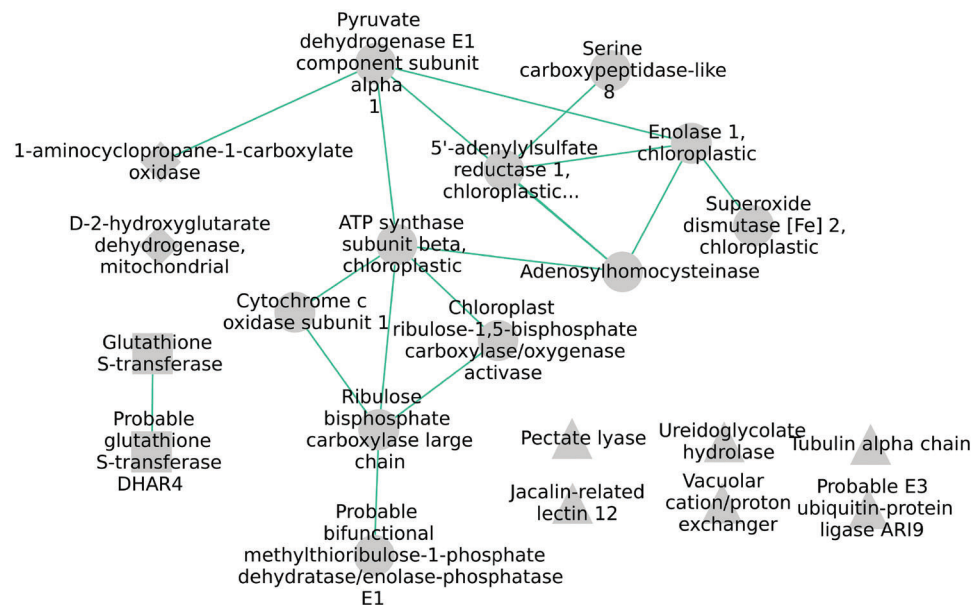 Pyruvate
dehydrogenase E1
component subunit
alpha
1
Serine
carboxypeptidase-like
8
1-aminocyclopropane-1-carboxylate
oxidase
5'-adenylylsulfate
reductase 1,
chloroplastic...
Enolase 1,
chloroplastic
D-2-hydroxyglutarate
dehydrogenase,
mitochondrial
ATP synthase
subunit beta,
chloroplastic
Superoxide
dismutase [Fe] 2,
chloroplastic
Adenosylhomocysteinase
Cytochrome c
oxidase subunit 1
Chloroplast
ribulose-1,5-bisphosphate
carboxylase/oxygenase
activase
Glutathione
S-transferase
Probable
glutathione
S-transferase
DHAR4
Ribulose
bisphosphate
carboxylase large
chain
Pectate lyase
Ureidoglycolate
hydrolase
Tubulin alpha chain
Jacalin-related
lectin 12
Vacuolar
cation/proton
exchanger
Probable E3
ubiquitin-protein
ligase ARI9
Probable
bifunctional
methylthioribulose-1-phosphate
dehydratase/enolase-phosphatase
E1